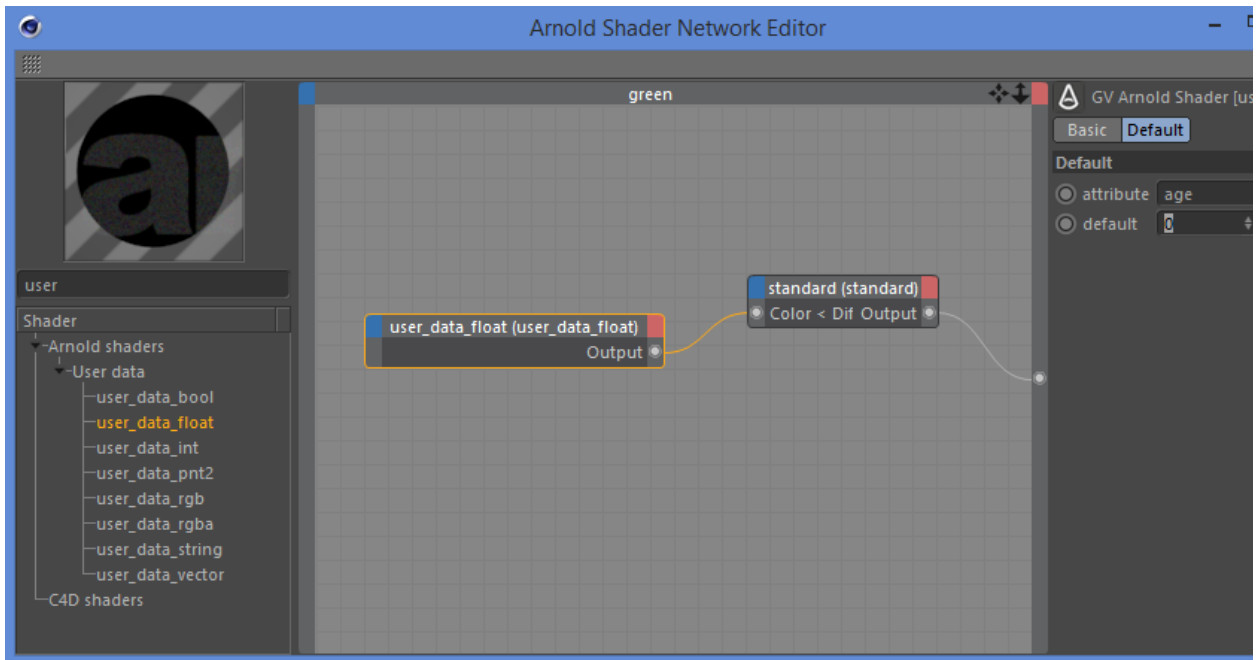 Arnold Shader Network Editor
al
user
Shader
Arnold shaders
User data
user_data_bool
user_data_float
user_data_int
user_data_pnt2
user_data_rgb
user_data_rgba
user_data_string
user_data_vector
C4D shaders
green
user_data_float (user_data_float)
Output
standard (standard)
Color < Dif Output
GV Arnold Shader [us
Basic Default
Default
attribute age
default 0